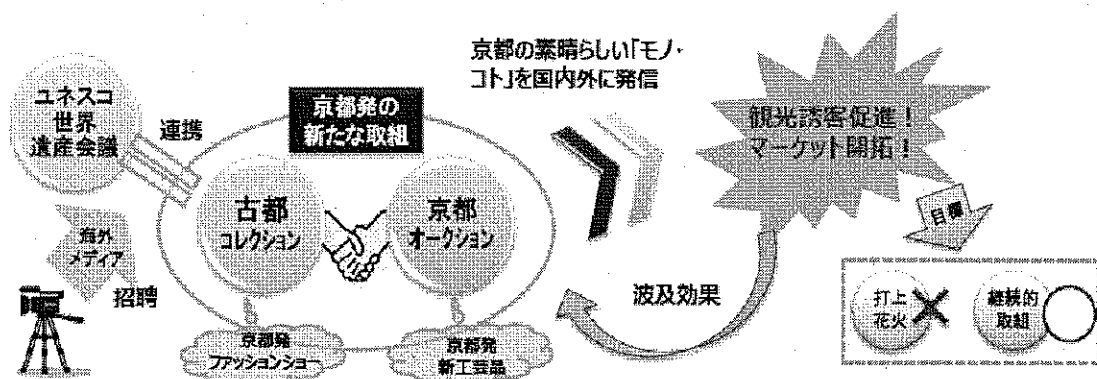 ユネスコ
世界
遺産会議
連携
海外
メディア
招聘
京都発の
新たな取組
古都
コレクション
京都
オークション
京都発
ファッションショー
京都発
新工芸品
京都の素晴らしい「モノ・
コト」を国内外に発信
観光誘客促進!
マーケット開拓!
波及効果
目標
打上
花火
継続的
取組